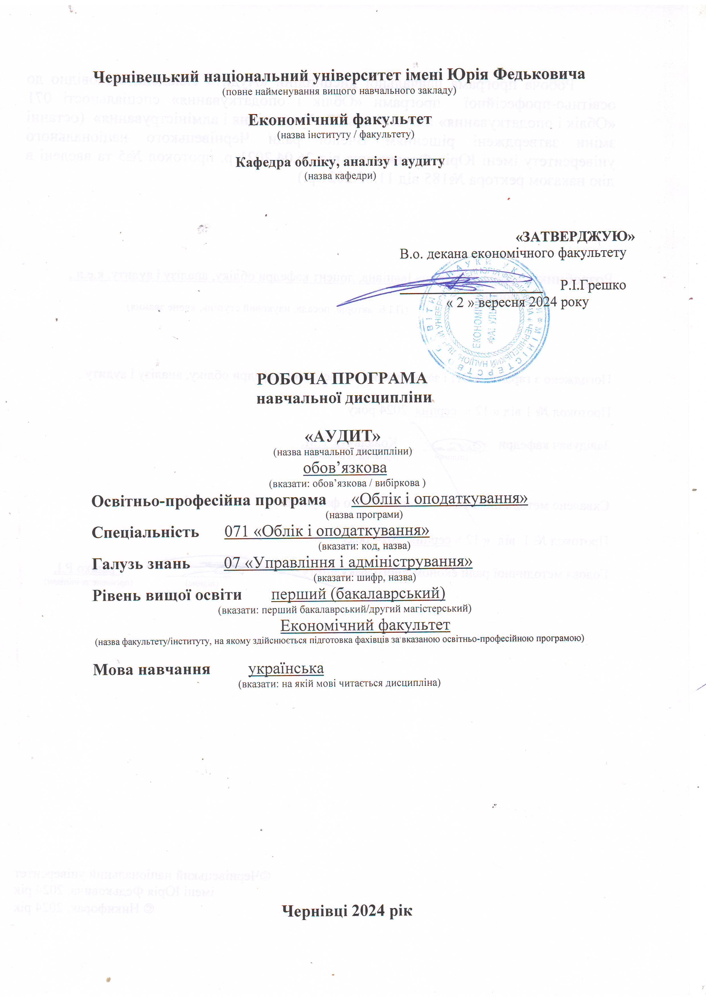 Чернівецький національний університет імені Юрія Федьковича
(повне найменування вищого навчального закладу)
Економічний факультет
(назва інституту / факультету)
Кафедра обліку, аналізу і аудиту
(назва кафедри)
«ЗАТВЕРДЖУЮ»
В.о. декана економічного факультету
Р.І.Грешко
« 2 » вересня 2024 року
РОБОЧА ПРОГРАМА
навчальної дисципліни
«АУДИТ»
(назва навчальної дисципліни)
обов’язкова
(вказати: обов’язкова / вибіркова )
Освітньо-професійна програма «Облік і оподаткування»
(назва програми)
Спеціальність 071 «Облік і оподаткування»
(вказати: код, назва)
Галузь знань 07 «Управління і адміністрування»
(вказати: шифр, назва)
Рівень вищої освіти перший (бакалаврський)
(вказати: перший бакалаврський/другий магістерський)
Економічний факультет
(назва факультету/інституту, на якому здійснюється підготовка фахівців за вказаною освітньо-професійною програмою)
Мова навчання українська
(вказати: на якій мові читається дисципліна)
Чернівці 2024 рік